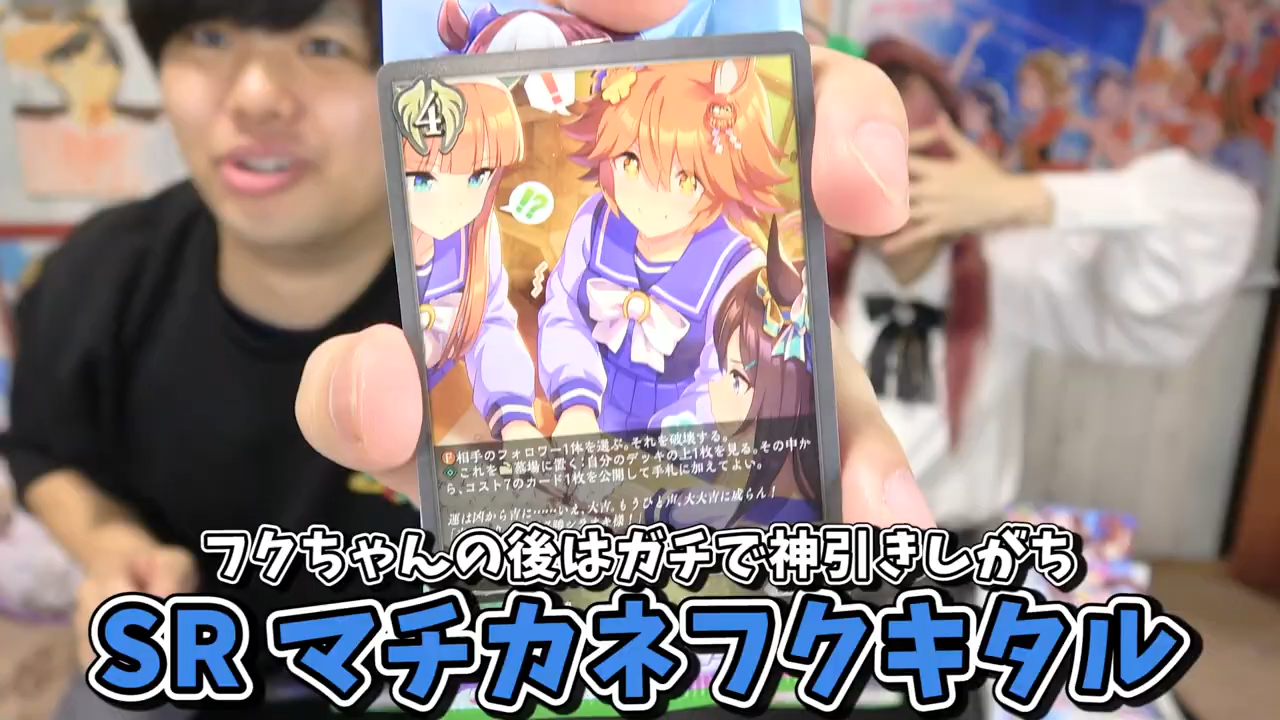 4
!
!?
F相手のフォロワー1体を選ぶ。それを破壊する。
これを墓場に置く:自分のデッキの上1枚を見る。その中か
ら、コスト7のカード1枚を公開して手札に加えてよい。
運は凶から吉に……いえ、大吉。もうひと声、大大吉に成らん!
フクちゃんの後はガチで神引きしがち
SR マチカネフクキタル